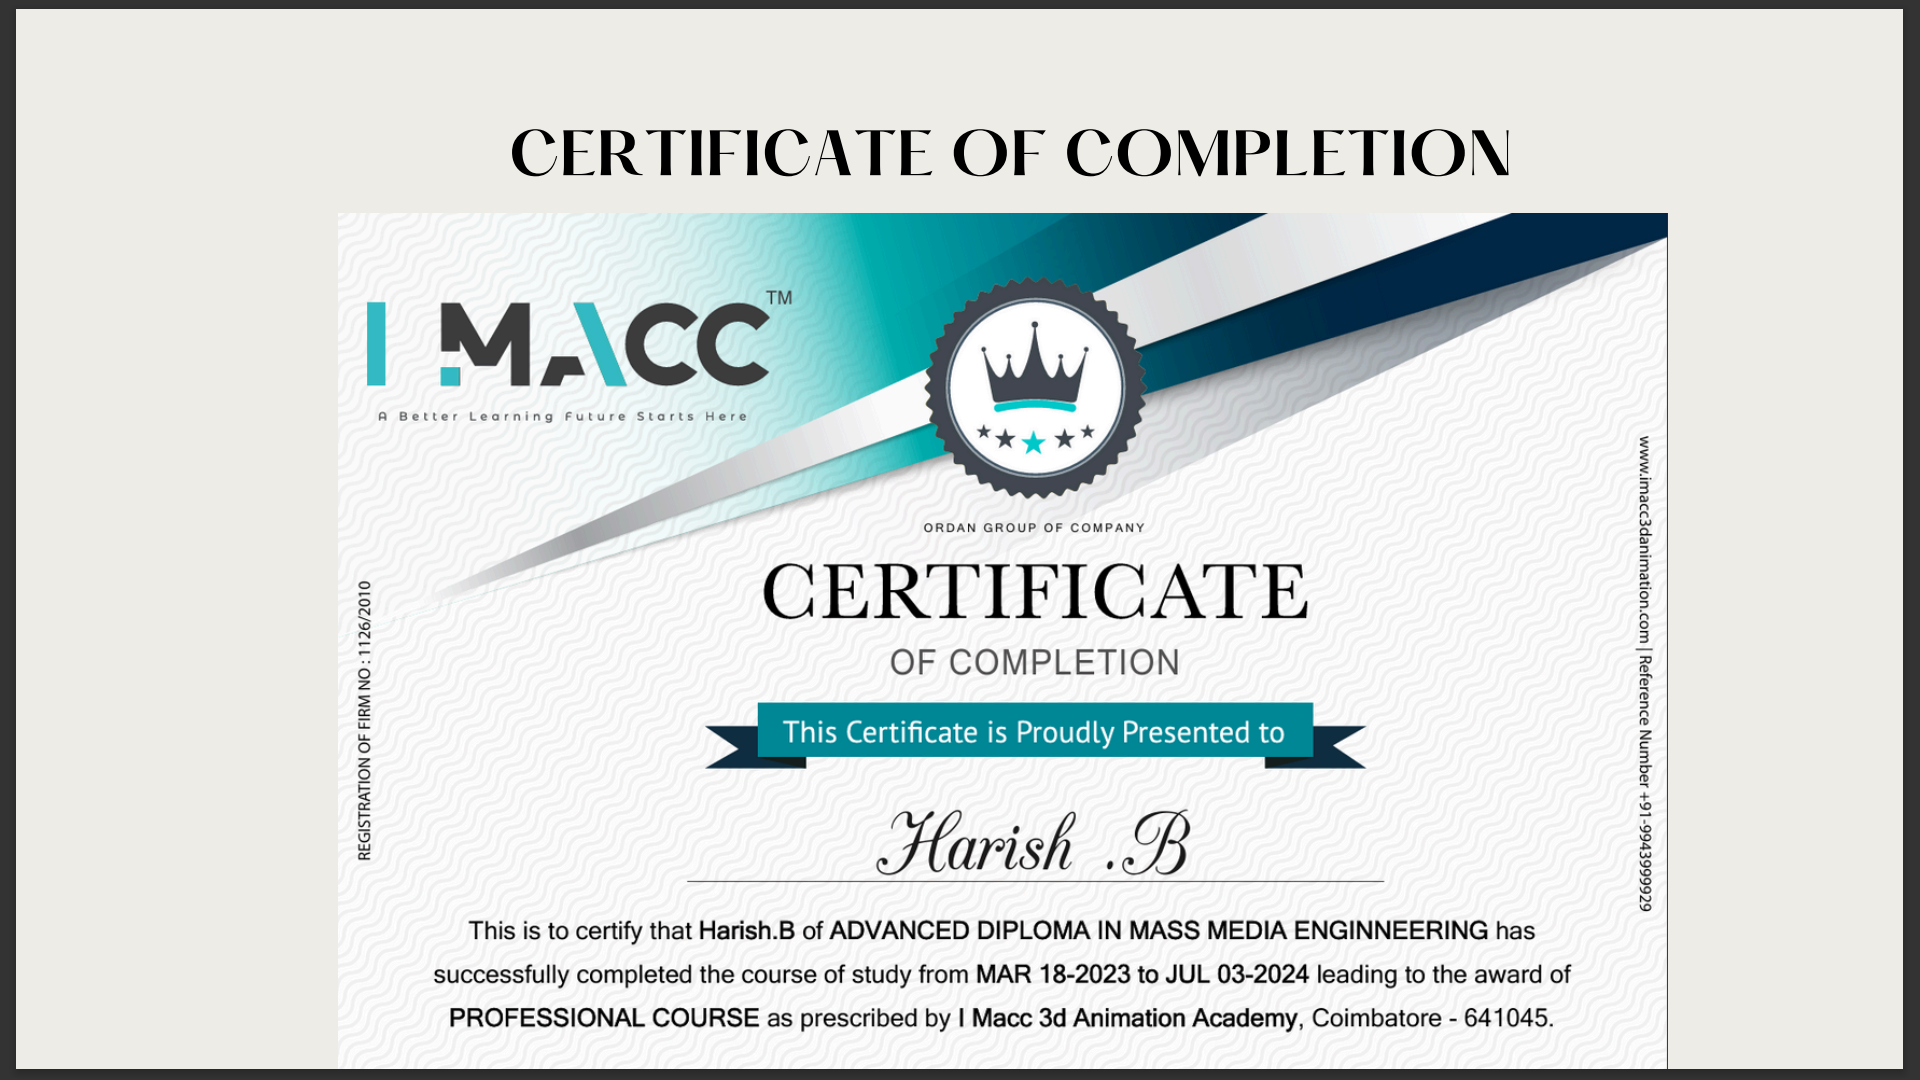 CERTIFICATE OF COMPLETION
I MACC TM
A Better Learning Future Starts Here
ORDAN GROUP OF COMPANY
CERTIFICATE
OF COMPLETION
This Certificate is Proudly Presented to
Harish .B
This is to certify that Harish.B of ADVANCED DIPLOMA IN MASS MEDIA ENGINNEERING has
successfully completed the course of study from MAR 18-2023 to JUL 03-2024 leading to the award of
PROFESSIONAL COURSE as prescribed by I Macc 3d Animation Academy, Coimbatore - 641045.
REGISTRATION OF FIRM NO : 1126/2010
www.imacc3danimation.com | Reference Number +91-9943999929